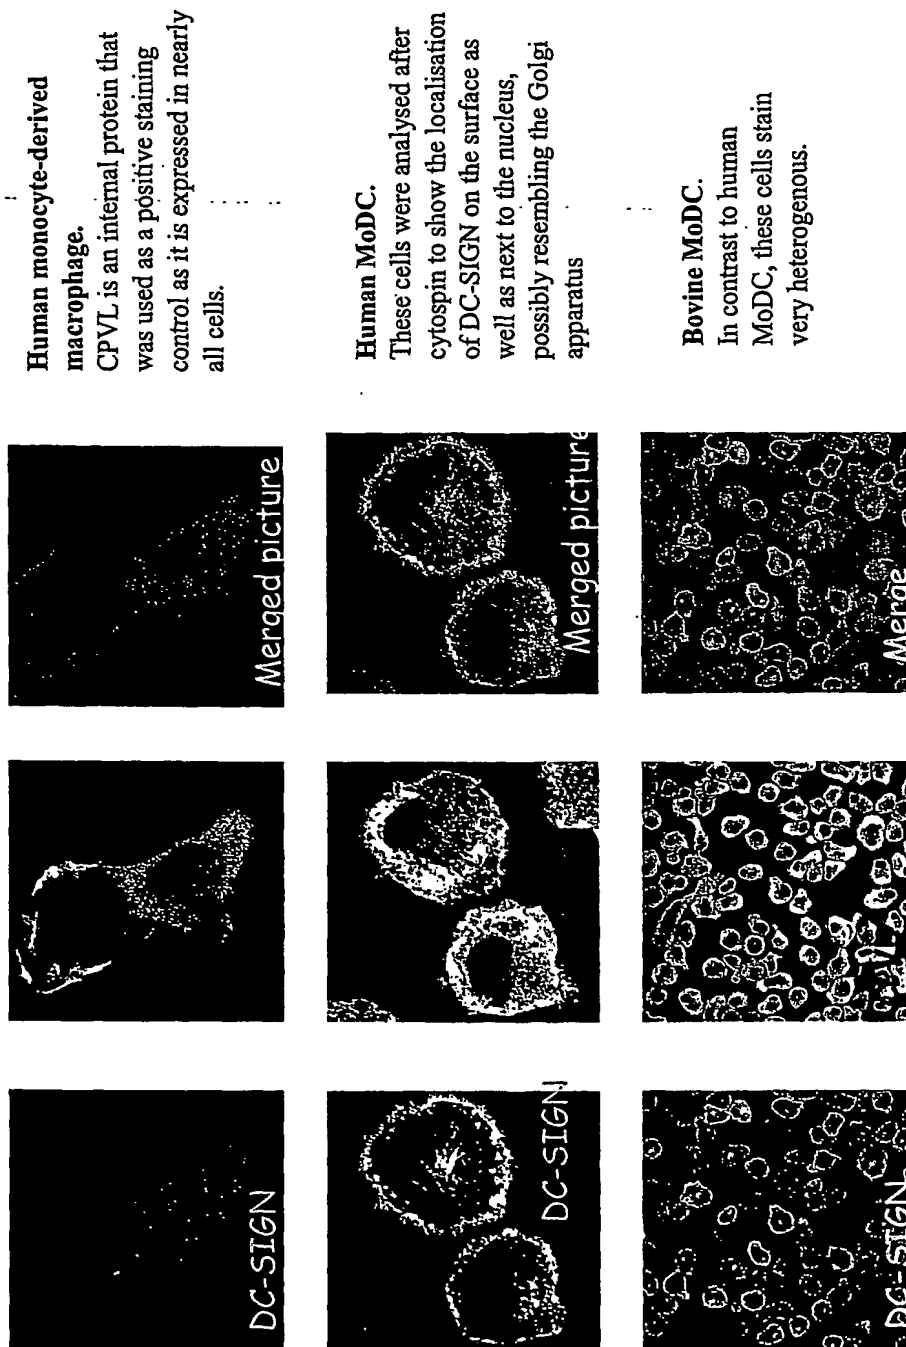 DC-SIGN
Merged picture
Human monocyte-derived
macrophage.
CPVL is an internal protein that
was used as a positive staining
control as it is expressed in nearly
all cells.
DC-SIGN
Merged picture
Human MoDC.
These cells were analysed after
cytospin to show the localisation
of DC-SIGN on the surface as
well as next to the nucleus,
possibly resembling the Golgi
apparatus
DC-SIGN
Merge
Bovine MoDC.
In contrast to human
MoDC, these cells stain
very heterogenous.